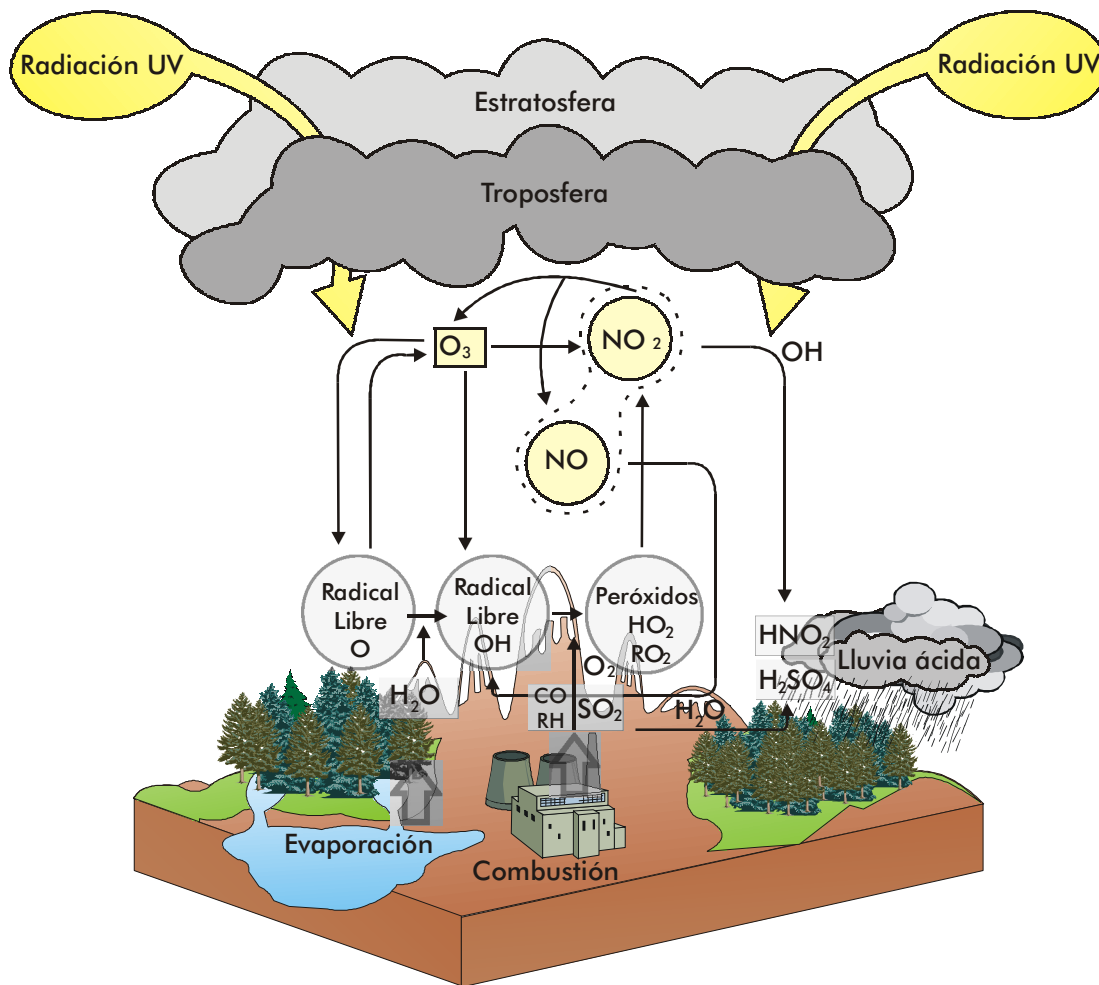 Radiación UV
Radiación UV
Estratosfera
Troposfera
O₃
NO₂
OH
NO
Radical
Libre
O
Radical
Libre
OH
Peróxidos
HO₂
RO₂
HNO₂
H₂SO₄
Lluvia ácida
H₂O
O₂
CO
RH
SO₂
H₂O
Evaporación
Combustión